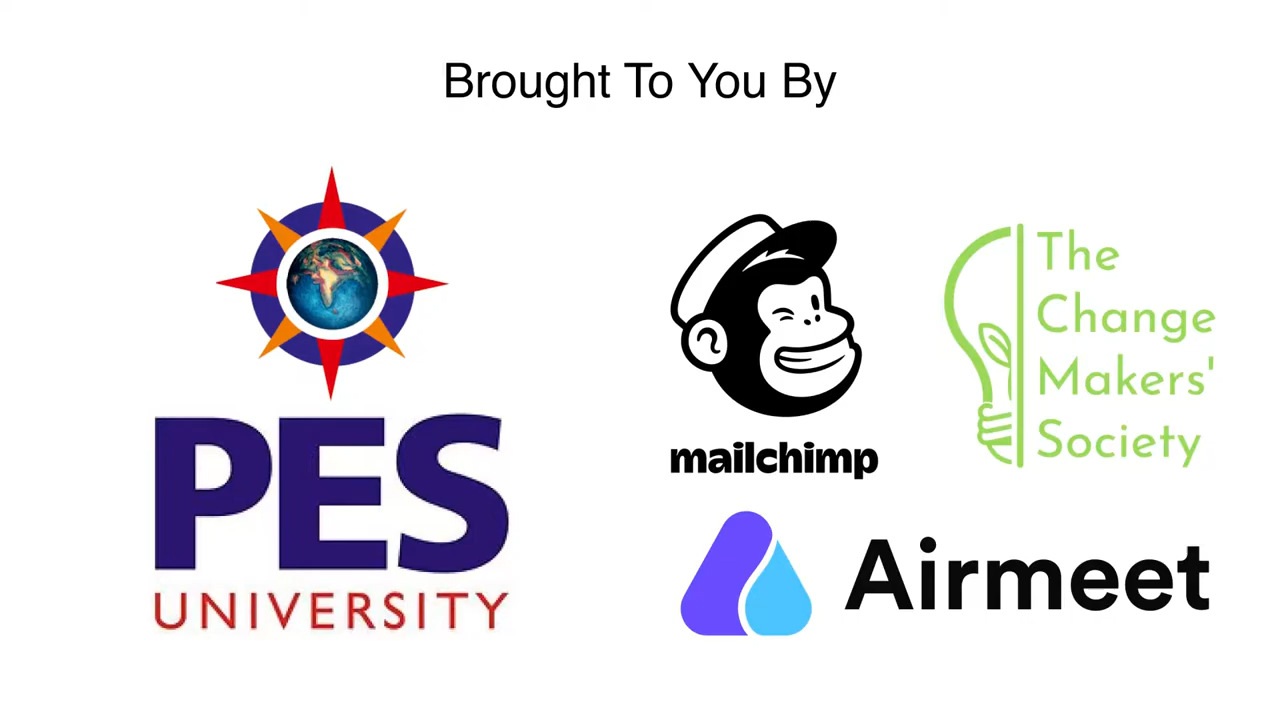 Brought To You By
PES
UNIVERSITY
mailchimp
The
Change
Makers'
Society
Airmeet